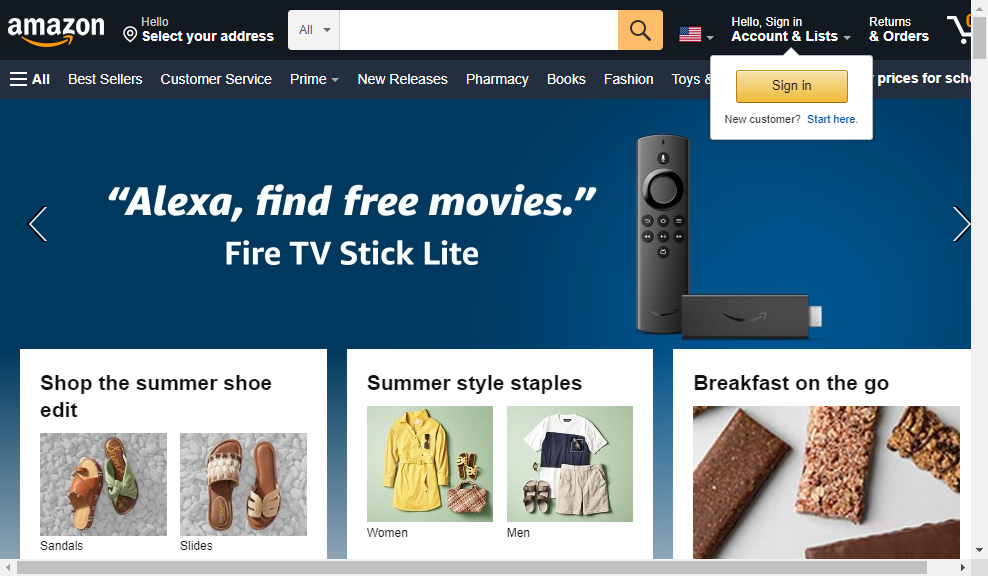 amazon
Hello
Select your address
All
Hello, Sign in
Account & Lists
Returns
& Orders
0
All
Best Sellers
Customer Service
Prime
New Releases
Pharmacy
Books
Fashion
Toys &
prices for scho
Sign in
New customer? Start here.
“Alexa, find free movies.”
Fire TV Stick Lite
Shop the summer shoe
edit
Summer style staples
Breakfast on the go
Sandals
Slides
Women
Men